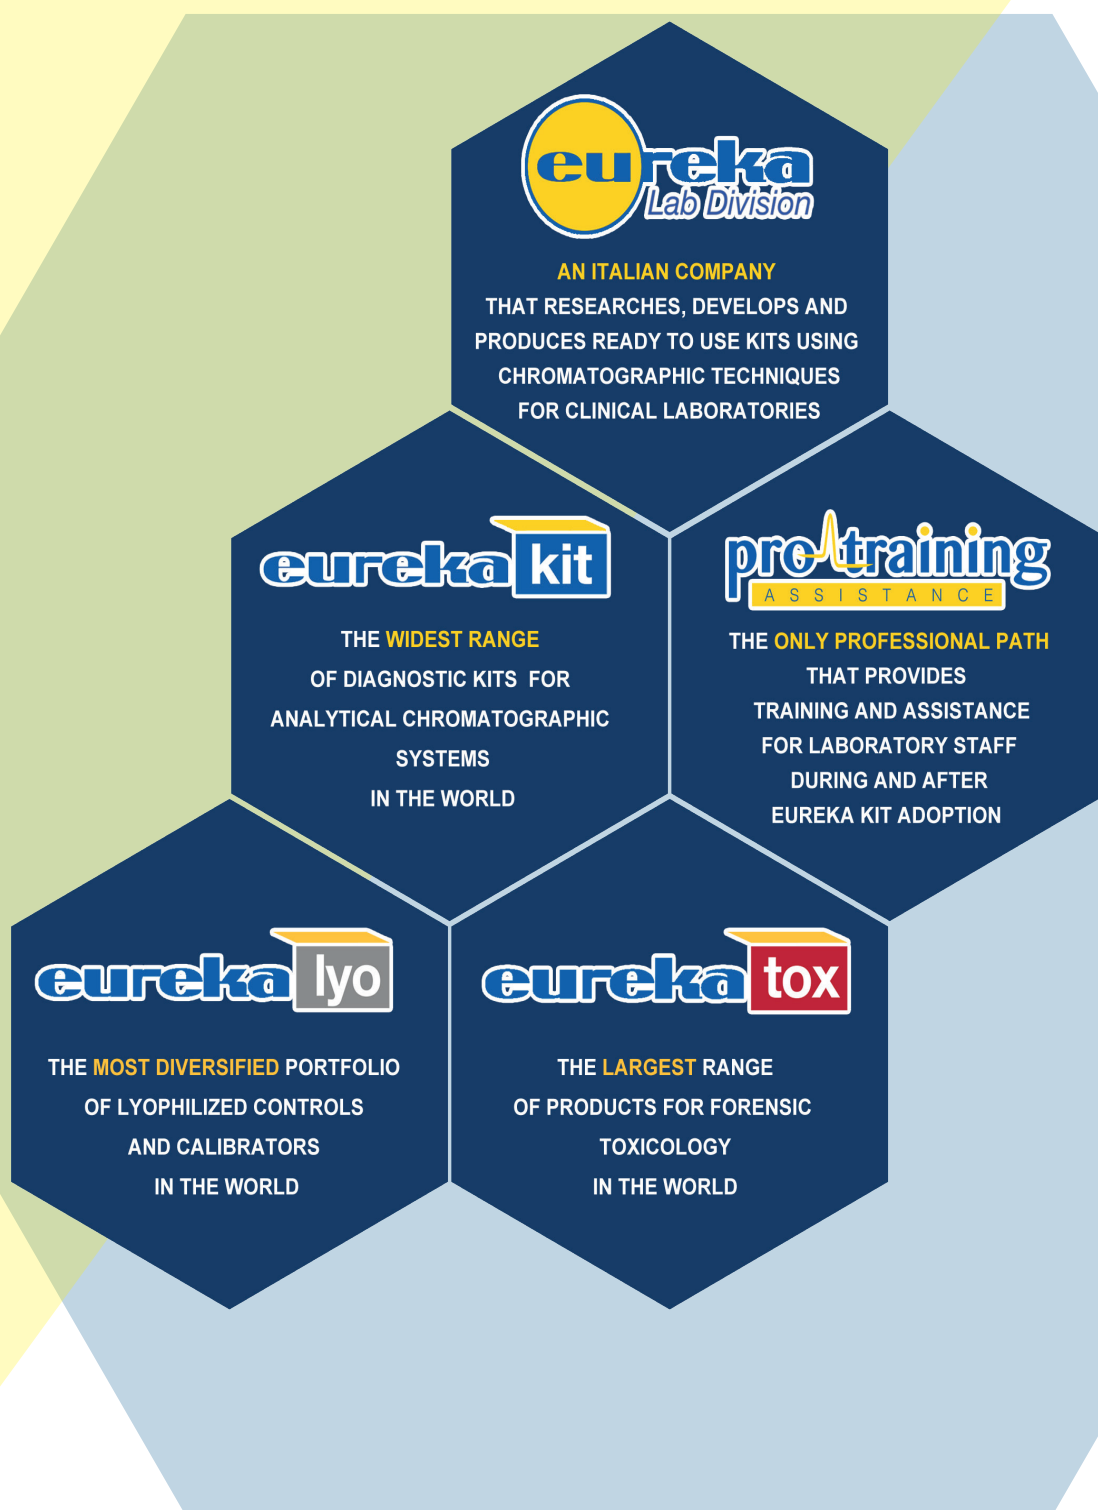 eureka
Lab Division
AN ITALIAN COMPANY
THAT RESEARCHES, DEVELOPS AND
PRODUCES READY TO USE KITS USING
CHROMATOGRAPHIC TECHNIQUES
FOR CLINICAL LABORATORIES
eureka kit
THE WIDEST RANGE
OF DIAGNOSTIC KITS FOR
ANALYTICAL CHROMATOGRAPHIC
SYSTEMS
IN THE WORLD
pro training
ASSISTANCE
THE ONLY PROFESSIONAL PATH
THAT PROVIDES
TRAINING AND ASSISTANCE
FOR LABORATORY STAFF
DURING AND AFTER
EUREKA KIT ADOPTION
eureka lyo
THE MOST DIVERSIFIED PORTFOLIO
OF LYOPHILIZED CONTROLS
AND CALIBRATORS
IN THE WORLD
eureka tox
THE LARGEST RANGE
OF PRODUCTS FOR FORENSIC
TOXICOLOGY
IN THE WORLD